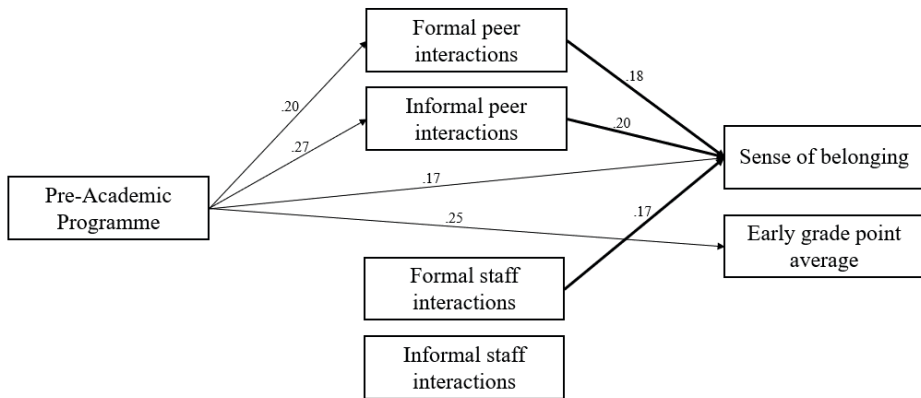 Formal peer
interactions
.18
.20
Informal peer
interactions
.20
.27
Sense of belonging
.17
Pre-Academic
Programme
.17
.25
Early grade point
average
Formal staff
interactions
Informal staff
interactions